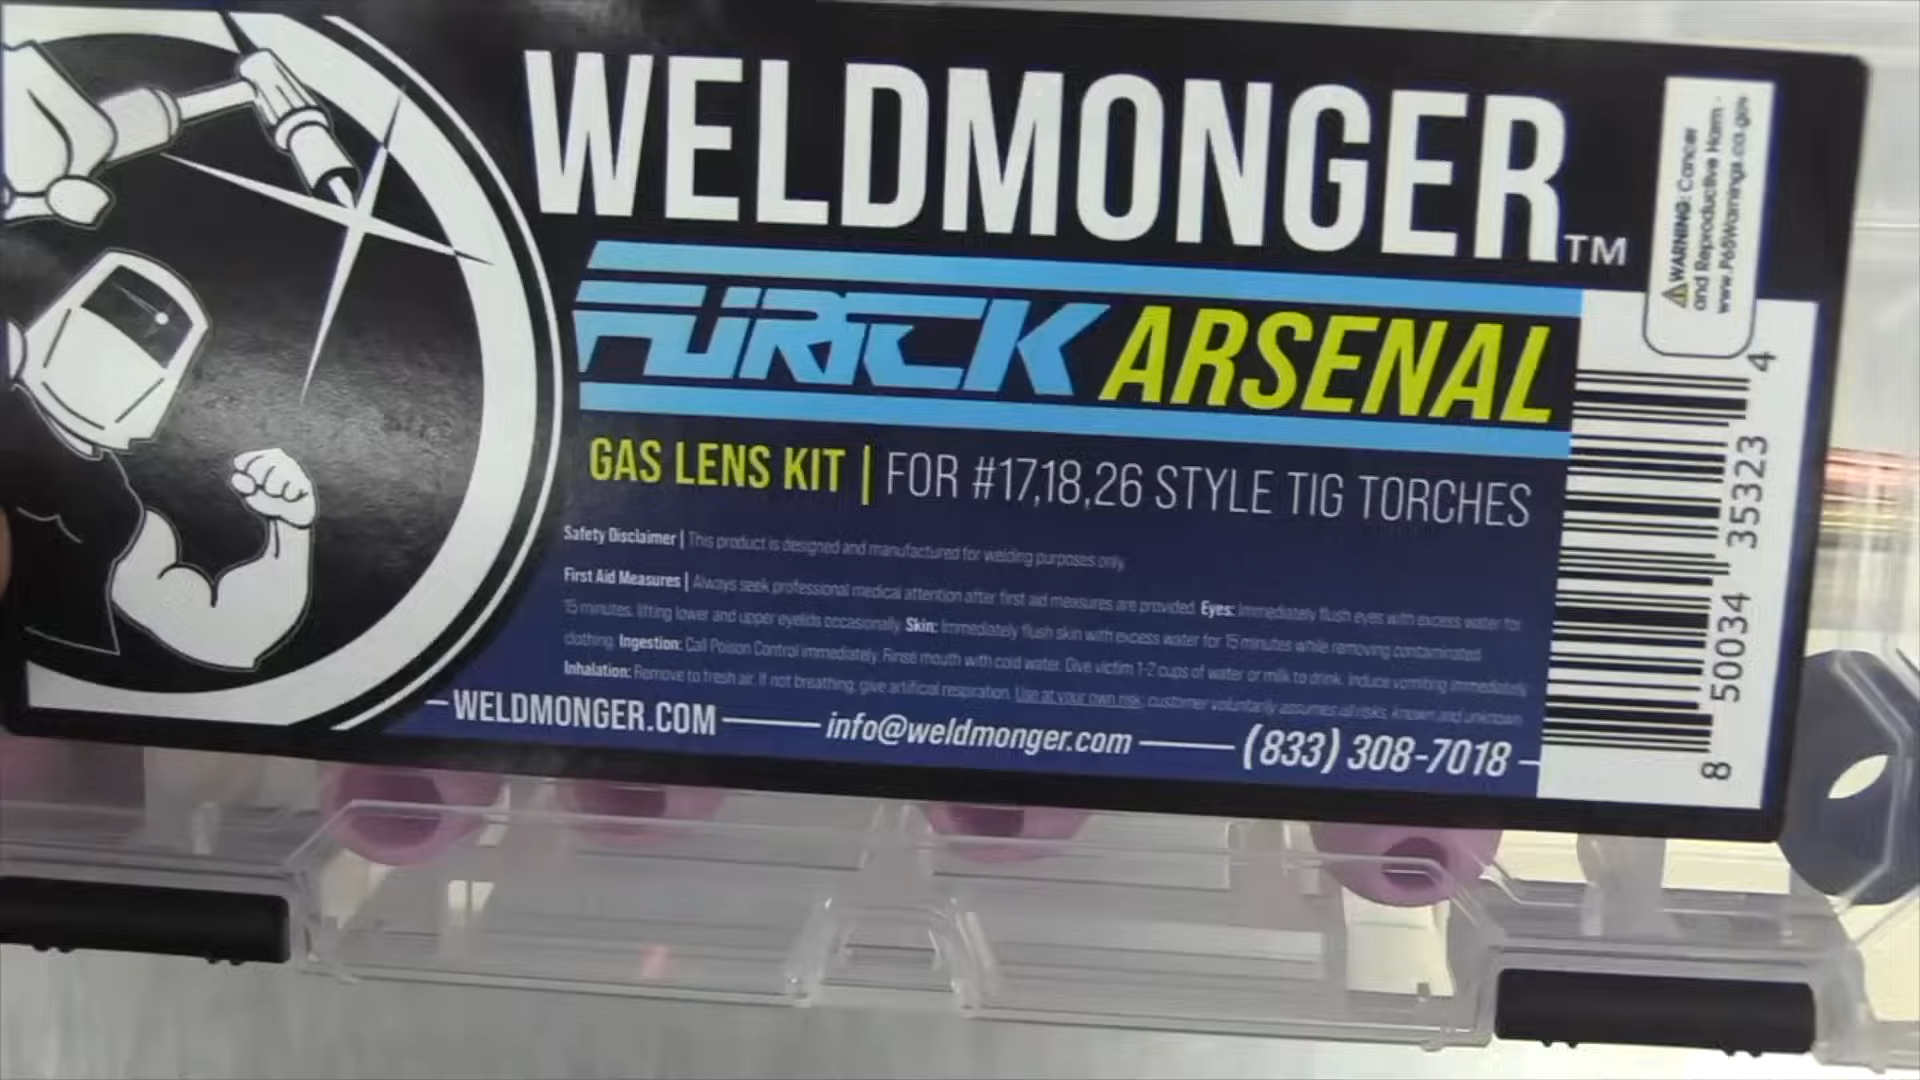 WELDMONGER™
FURICK ARSENAL
GAS LENS KIT | FOR #17,18,26 STYLE TIG TORCHES
Safety Disclaimer | This product is designed and manufactured for welding purposes only.
First Aid Measures | Always seek professional medical attention after first aid measures are provided. Eyes: Immediately flush eyes with excess water for
15 minutes, lifting lower and upper eyelids occasionally. Skin: Immediately flush skin with excess water for 15 minutes while removing contaminated
clothing. Ingestion: Call Poison Control immediately. Rinse mouth with cold water. Give victim 1-2 cups of water or milk to drink. Induce vomiting immediately.
Inhalation: Remove to fresh air. If not breathing, give artificial respiration. Use at your own risk; customer voluntarily assumes all risks, known and unknown.
WELDMONGER.COM — info@weldmonger.com — (833) 308-7018
⚠WARNING: Cancer
and Reproductive Harm -
www.P65Warnings.ca.gov
8 50034 35323 4